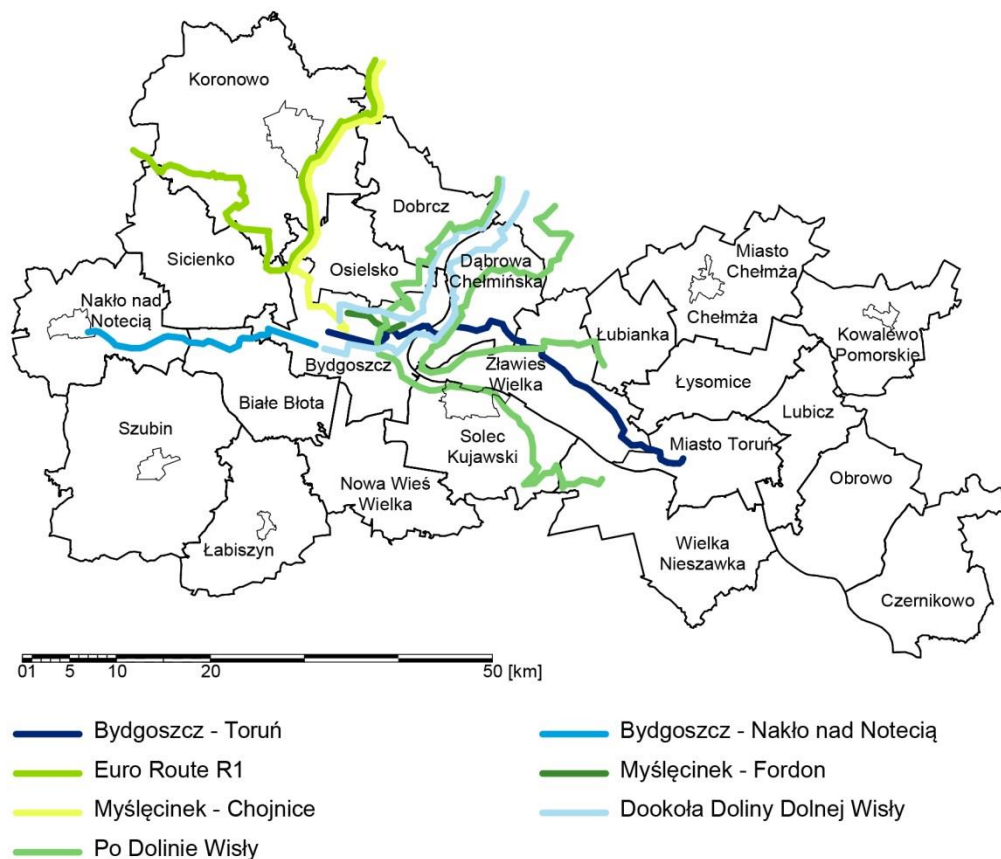 Koronowo
Dobrcz
Sicienko
Osielsko
Dąbrowa
Chełmińska
Miasto
Chełmża
Nakło nad
Notecią
Chełmża
Łubianka
Kowalewo
Pomorskie
Bydgoszcz
Zławieś
Wielka
Łysomice
Białe Błota
Lubicz
Szubin
Solec
Kujawski
Miasto Toruń
Obrowo
Nowa Wieś
Wielka
Łabiszyn
Wielka
Nieszawka
Czernikowo
01 5 10 20 50 [km]
Bydgoszcz - Toruń
Bydgoszcz - Nakło nad Notecią
Euro Route R1
Myślęcinek - Fordon
Myślęcinek - Chojnice
Dookoła Doliny Dolnej Wisły
Po Dolinie Wisły